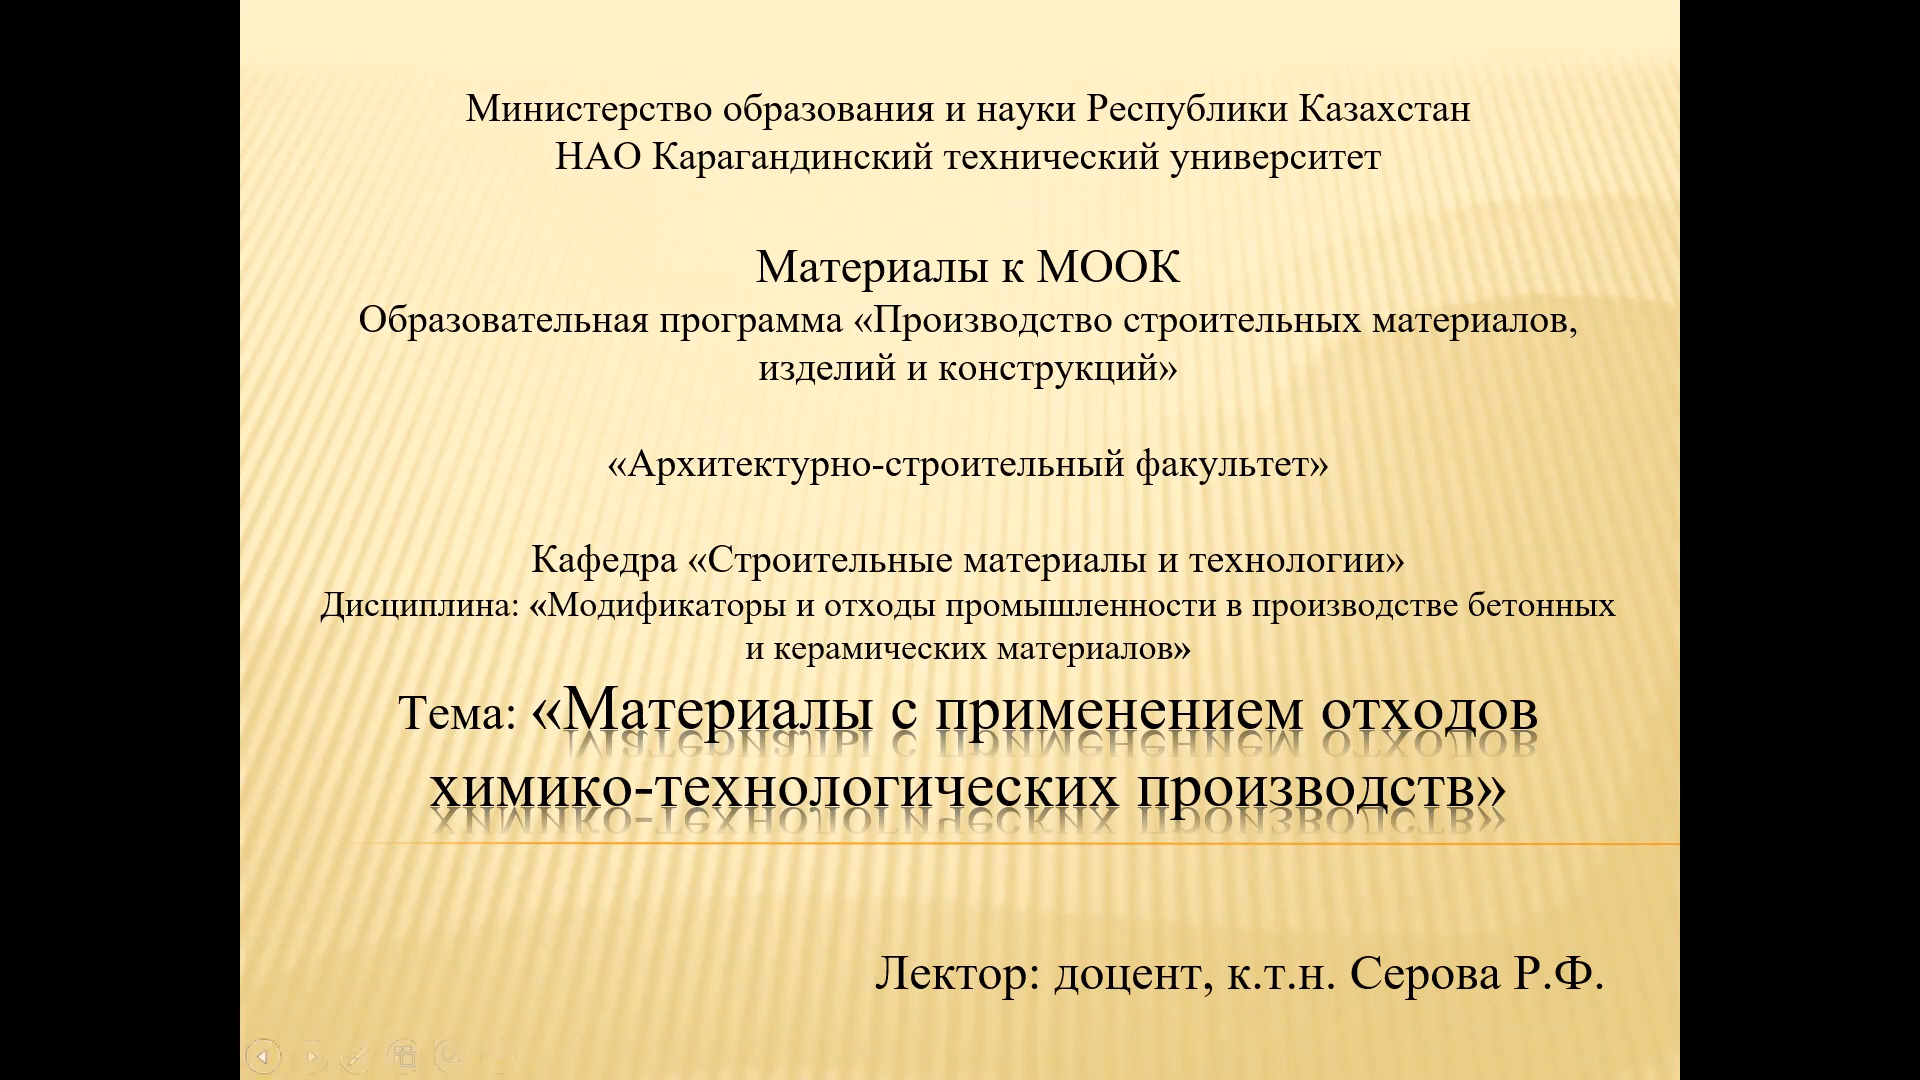 Министерство образования и науки Республики Казахстан
НАО Карагандинский технический университет
Материалы к МООК
Образовательная программа «Производство строительных материалов,
изделий и конструкций»
«Архитектурно-строительный факультет»
Кафедра «Строительные материалы и технологии»
Дисциплина: «Модификаторы и отходы промышленности в производстве бетонных
и керамических материалов»
Тема: «Материалы с применением отходов
химико-технологических производств»
Лектор: доцент, к.т.н. Серова Р.Ф.